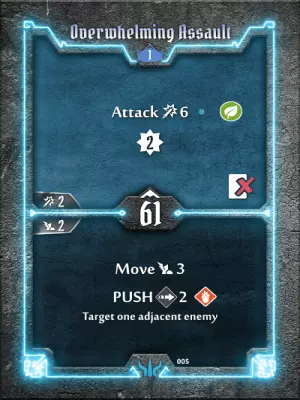 Overwhelming Assault
1
Attack 6
2
2
61
2
Move 3
PUSH 2
Target one adjacent enemy
005